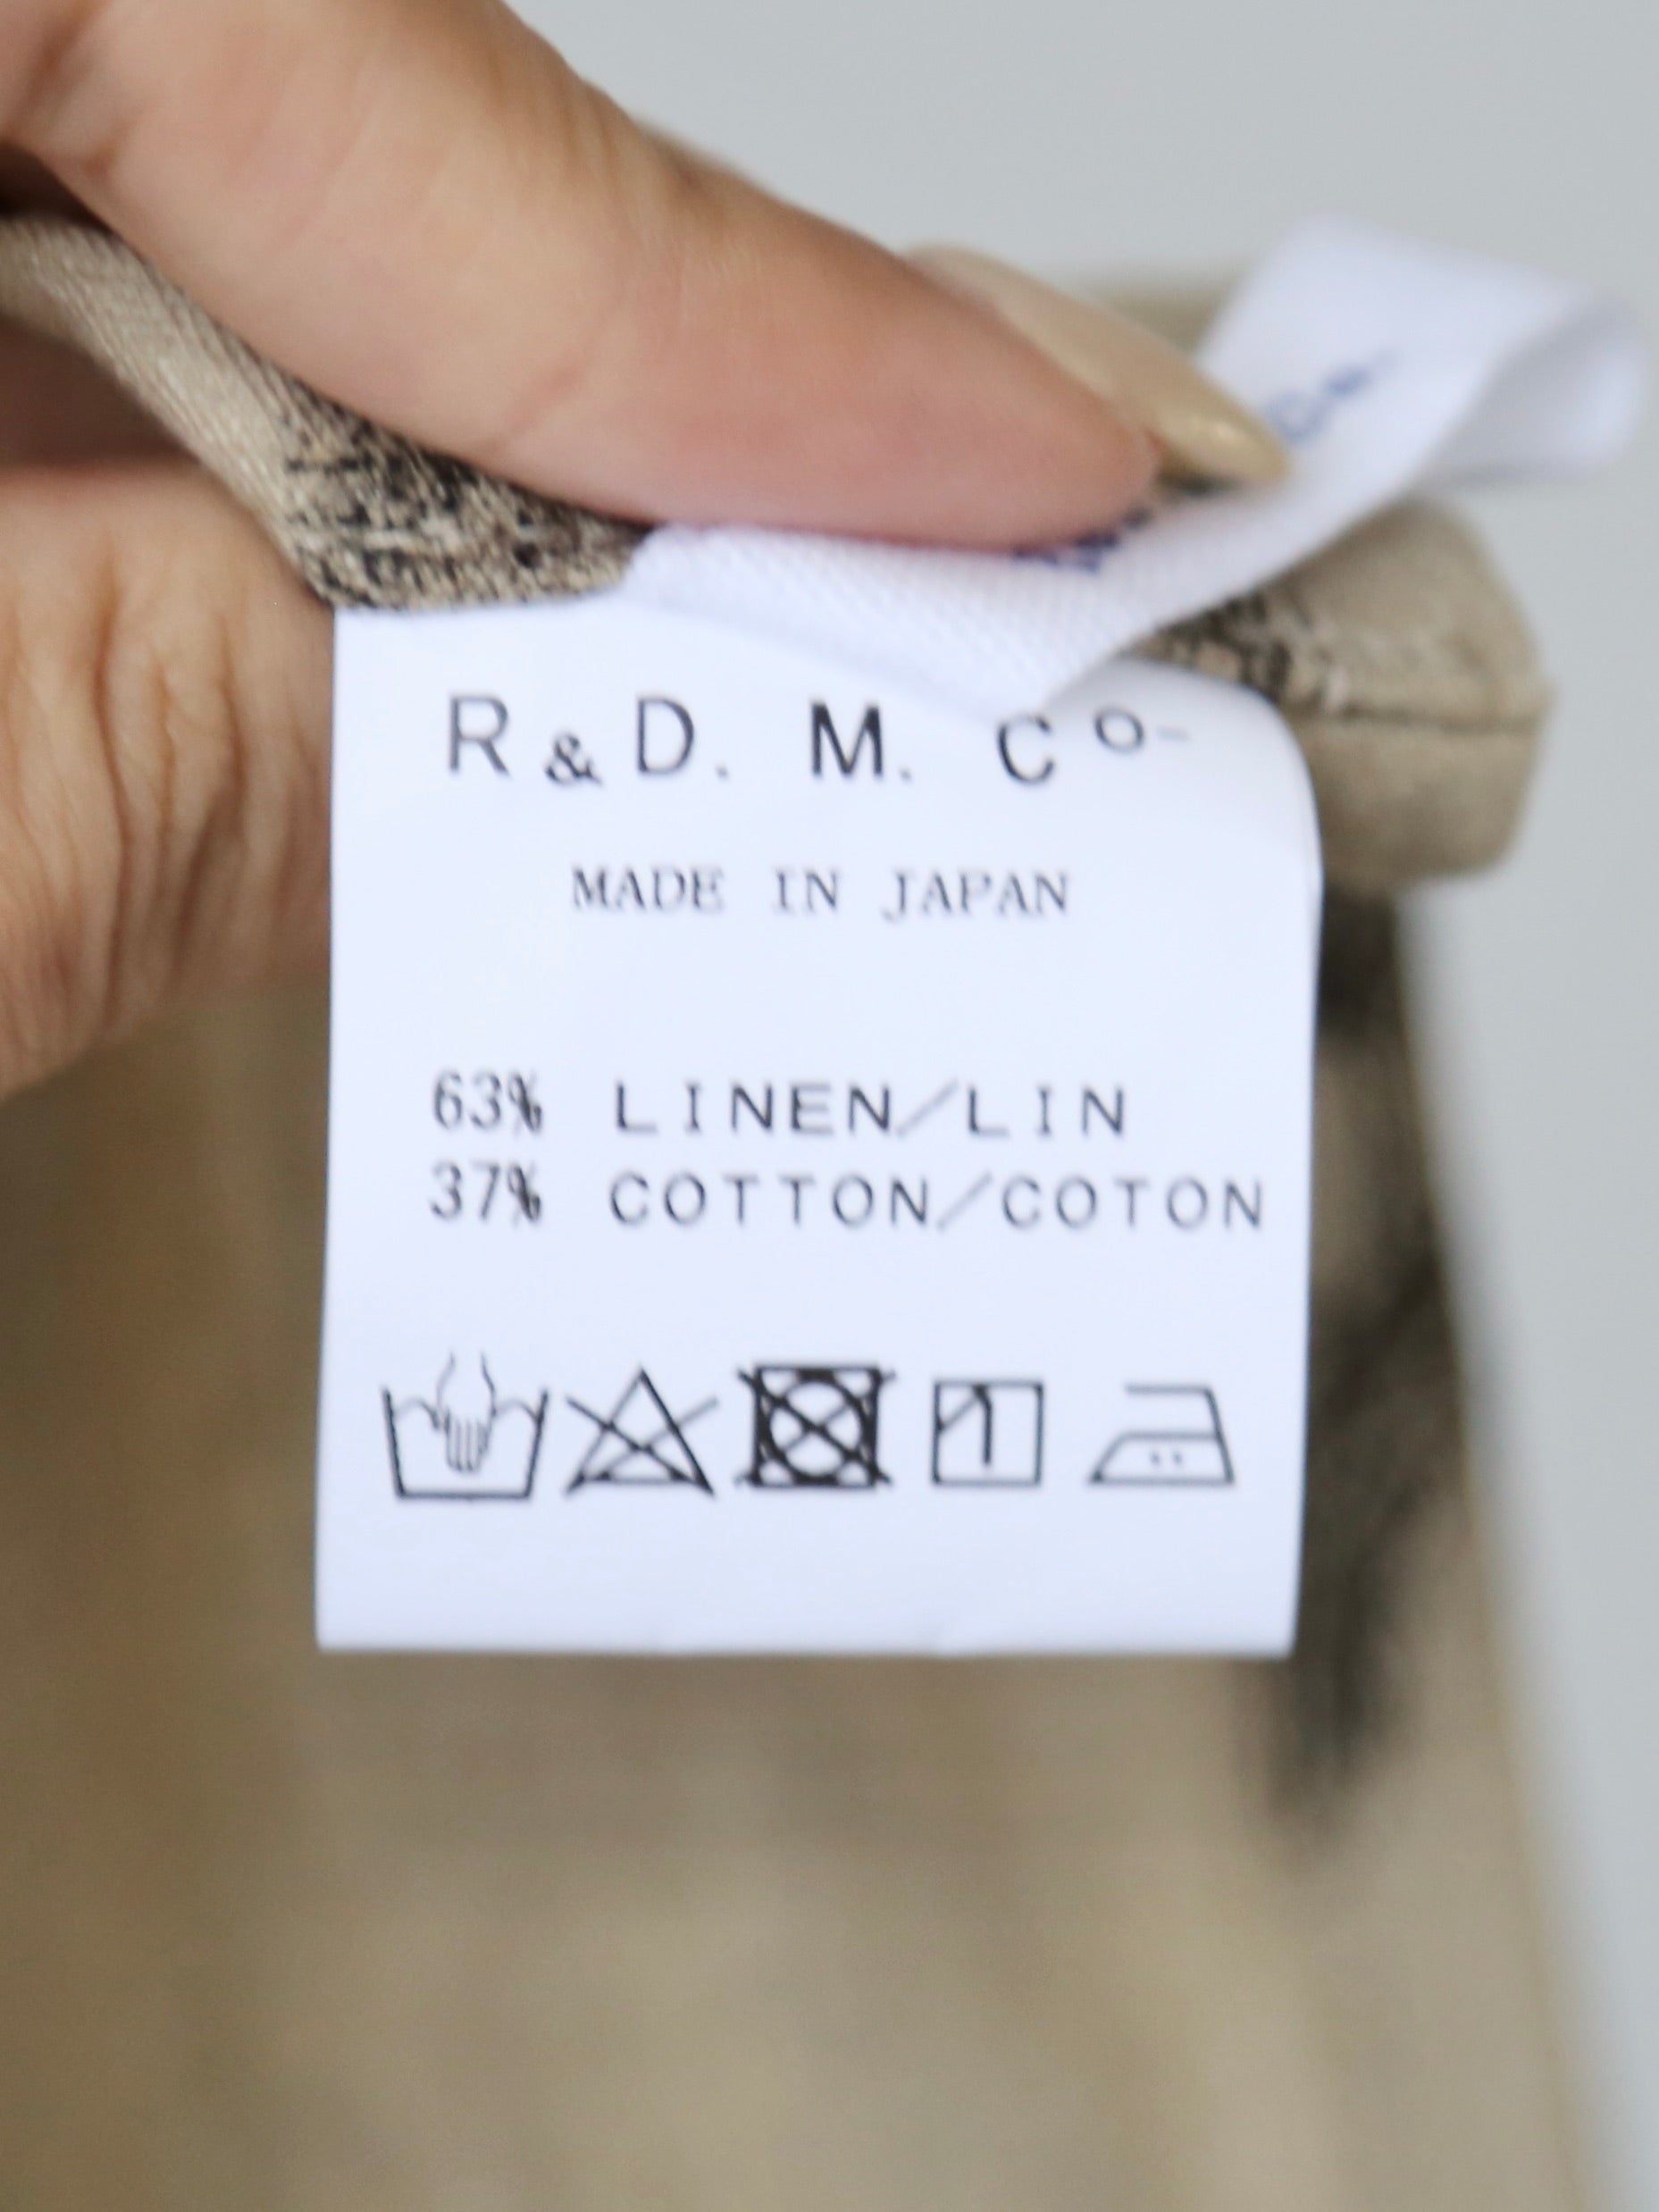 R&D. M. Co-
MADE IN JAPAN
63% LINEN/LIN
37% COTTON/COTON